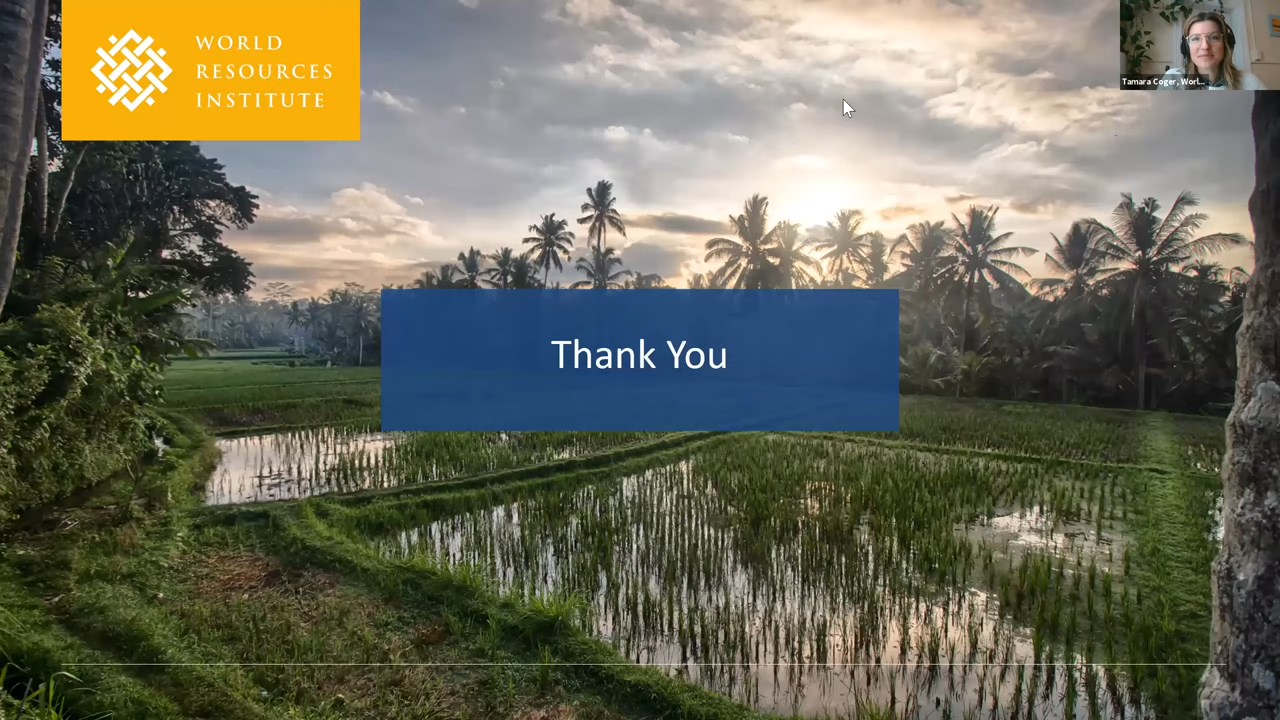 WORLD
RESOURCES
INSTITUTE
Tamara Coger, Worl...
Thank You